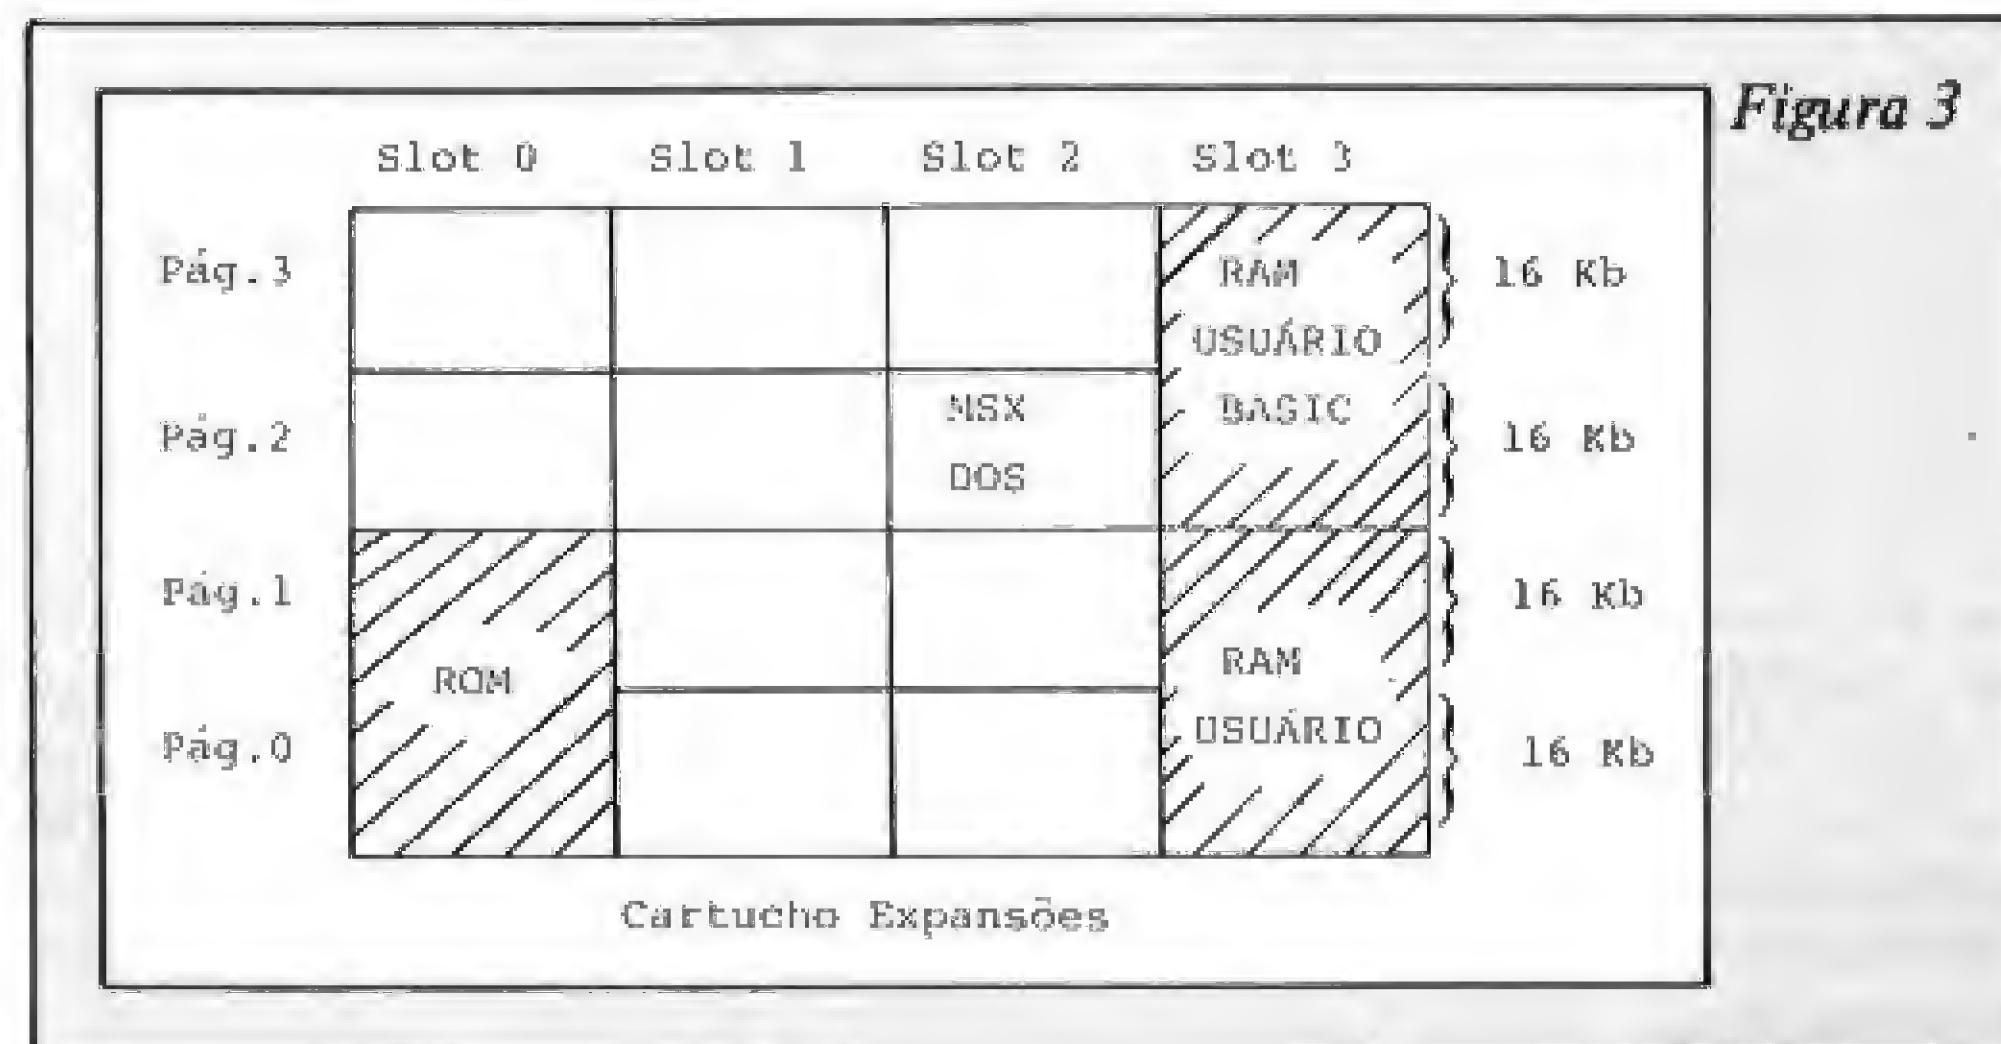 Figura 3
Slot 0 Slot 1 Slot 2 Slot 3
Pág.3 RAM 16 Kb
USUÁRIO
Pág.2 MSX BASIC 16 Kb
DOS
Pág.1 16 Kb
ROM RAM
Pág.0 USUÁRIO 16 Kb
Cartucho Expansões